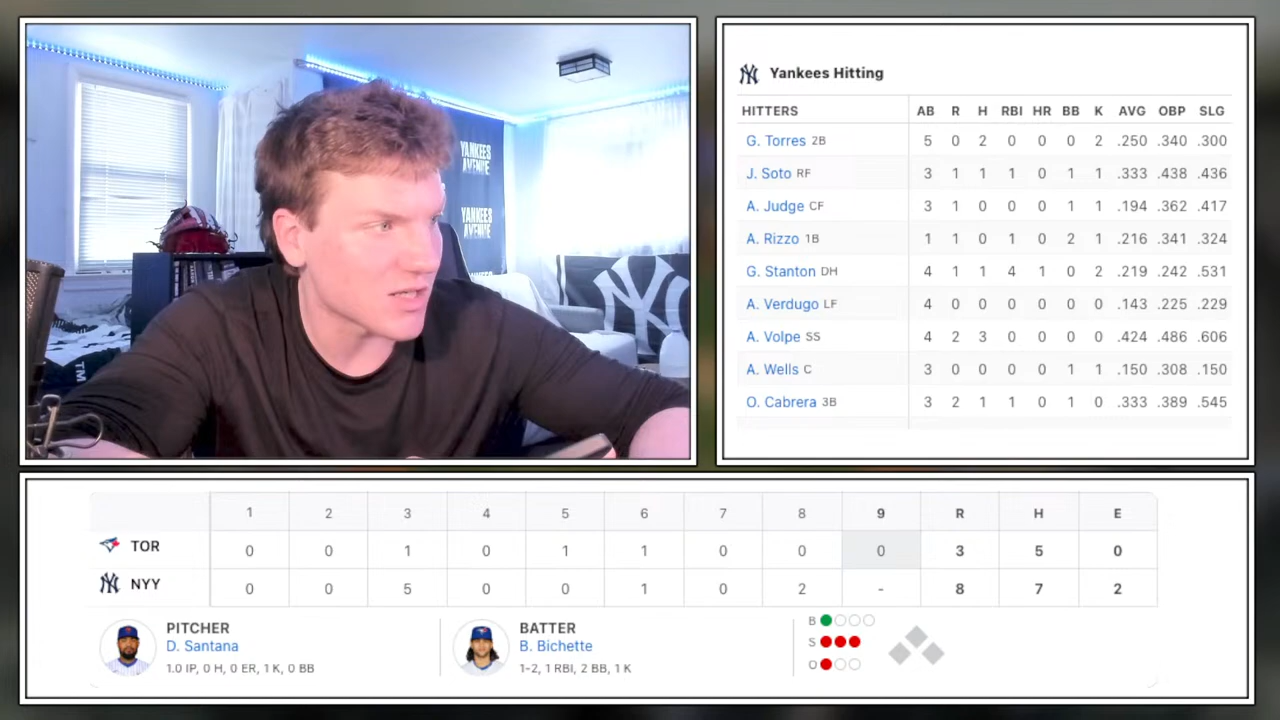 YANKEES
AVENUE
YANKEES
AVENUE
TM
Yankees Hitting
HITTERS AB H RBI HR BB K AVG OBP SLG
G. Torres 2B 5 0 2 0 0 0 2 .250 .340 .300
J. Soto RF 3 1 1 1 0 1 1 .333 .438 .436
A. Judge CF 3 1 0 0 0 1 1 .194 .362 .417
A. Rizzo 1B 1 1 0 1 0 2 1 .216 .341 .324
G. Stanton DH 4 1 1 4 1 0 2 .219 .242 .531
A. Verdugo LF 4 0 0 0 0 0 0 .143 .225 .229
A. Volpe SS 4 2 3 0 0 0 0 .424 .486 .606
A. Wells C 3 0 0 0 0 1 1 .150 .308 .150
O. Cabrera 3B 3 2 1 1 0 1 0 .333 .389 .545
1 2 3 4 5 6 7 8 9 R H E
TOR 0 0 1 0 1 1 0 0 0 3 5 0
NYY 0 0 5 0 0 1 0 2 - 8 7 2
PITCHER
D. Santana
1.0 IP, 0 H, 0 ER, 1 K, 0 BB
BATTER
B. Bichette
1-2, 1 RBI, 2 BB, 1 K
B
S
O